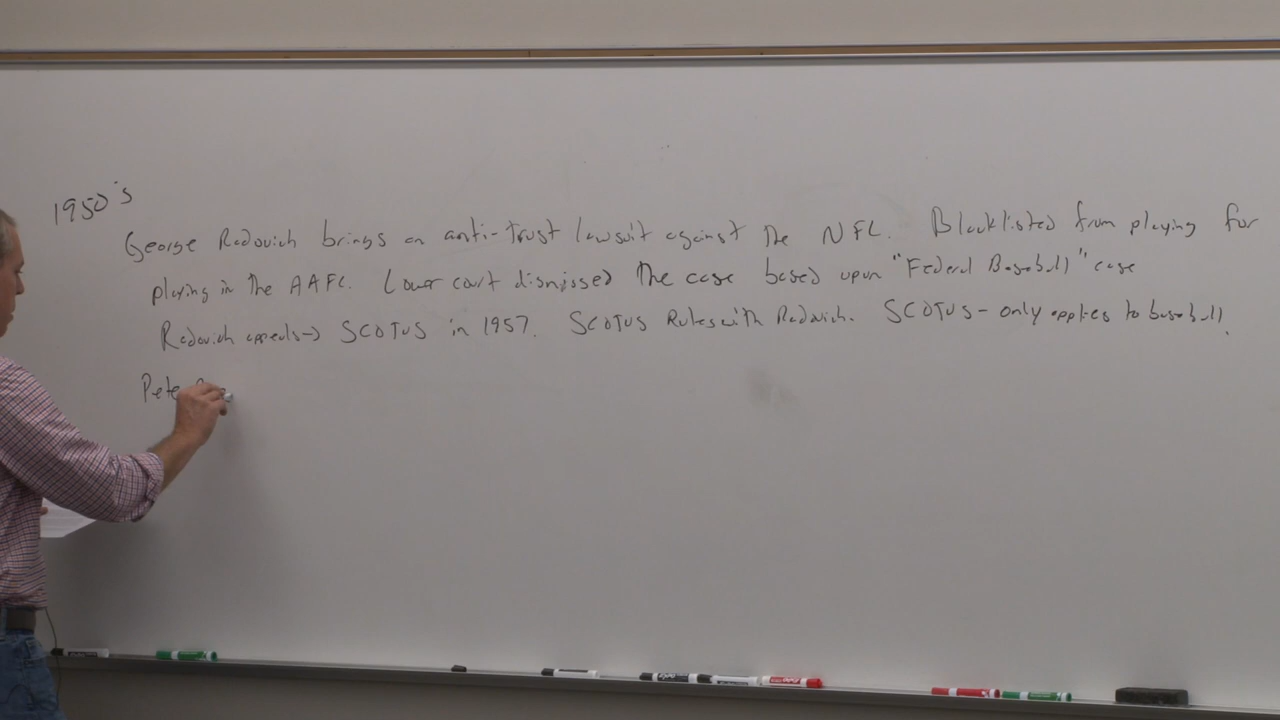 1950's
George Radovich brings an anti-trust lawsuit against the NFL. Blacklisted from playing for
playing in the AAFC. Lower court dismissed the case based upon "Federal Baseball" case
Radovich appeals → SCOTUS in 1957. SCOTUS Rules with Radovich. SCOTUS - only applies to baseball.
Pete